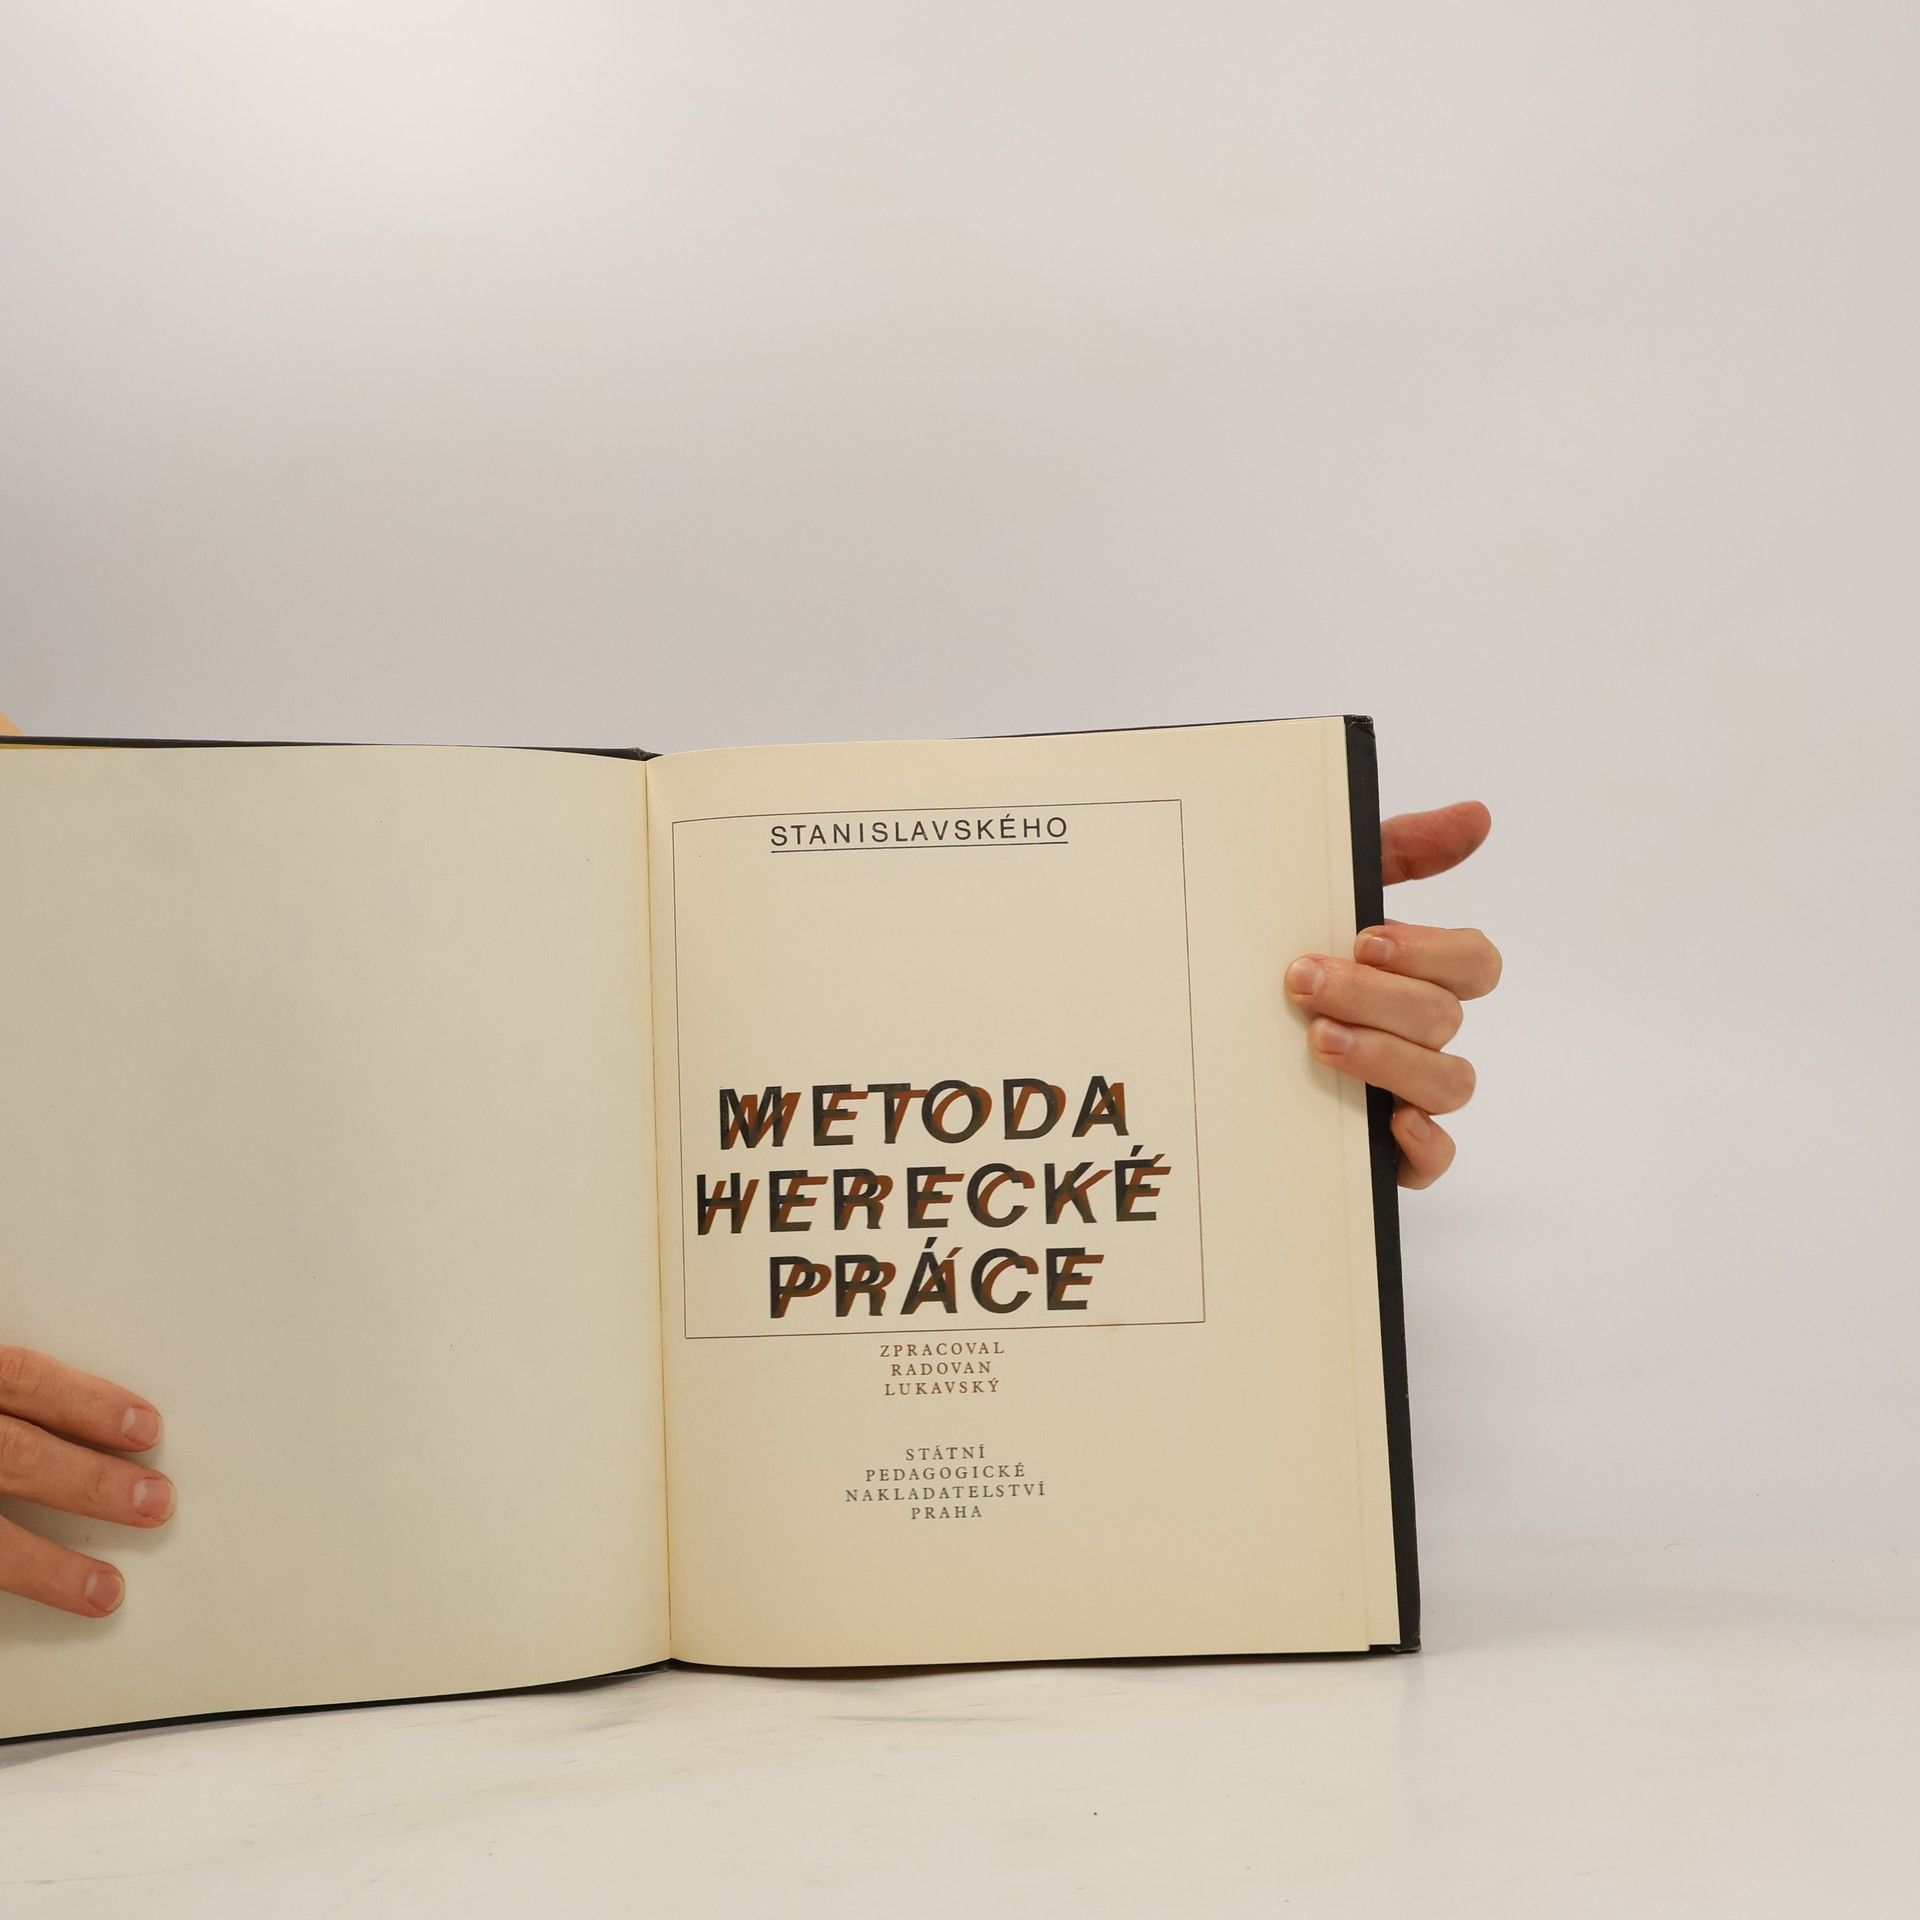 STANISLAVSKÉHO
METODA
HERECKÉ
PRÁCE
ZPRACOVAL
RADOVAN
LUKAVSKÝ
STÁTNÍ
PEDAGOGICKÉ
NAKLADATELSTVÍ
PRAHA